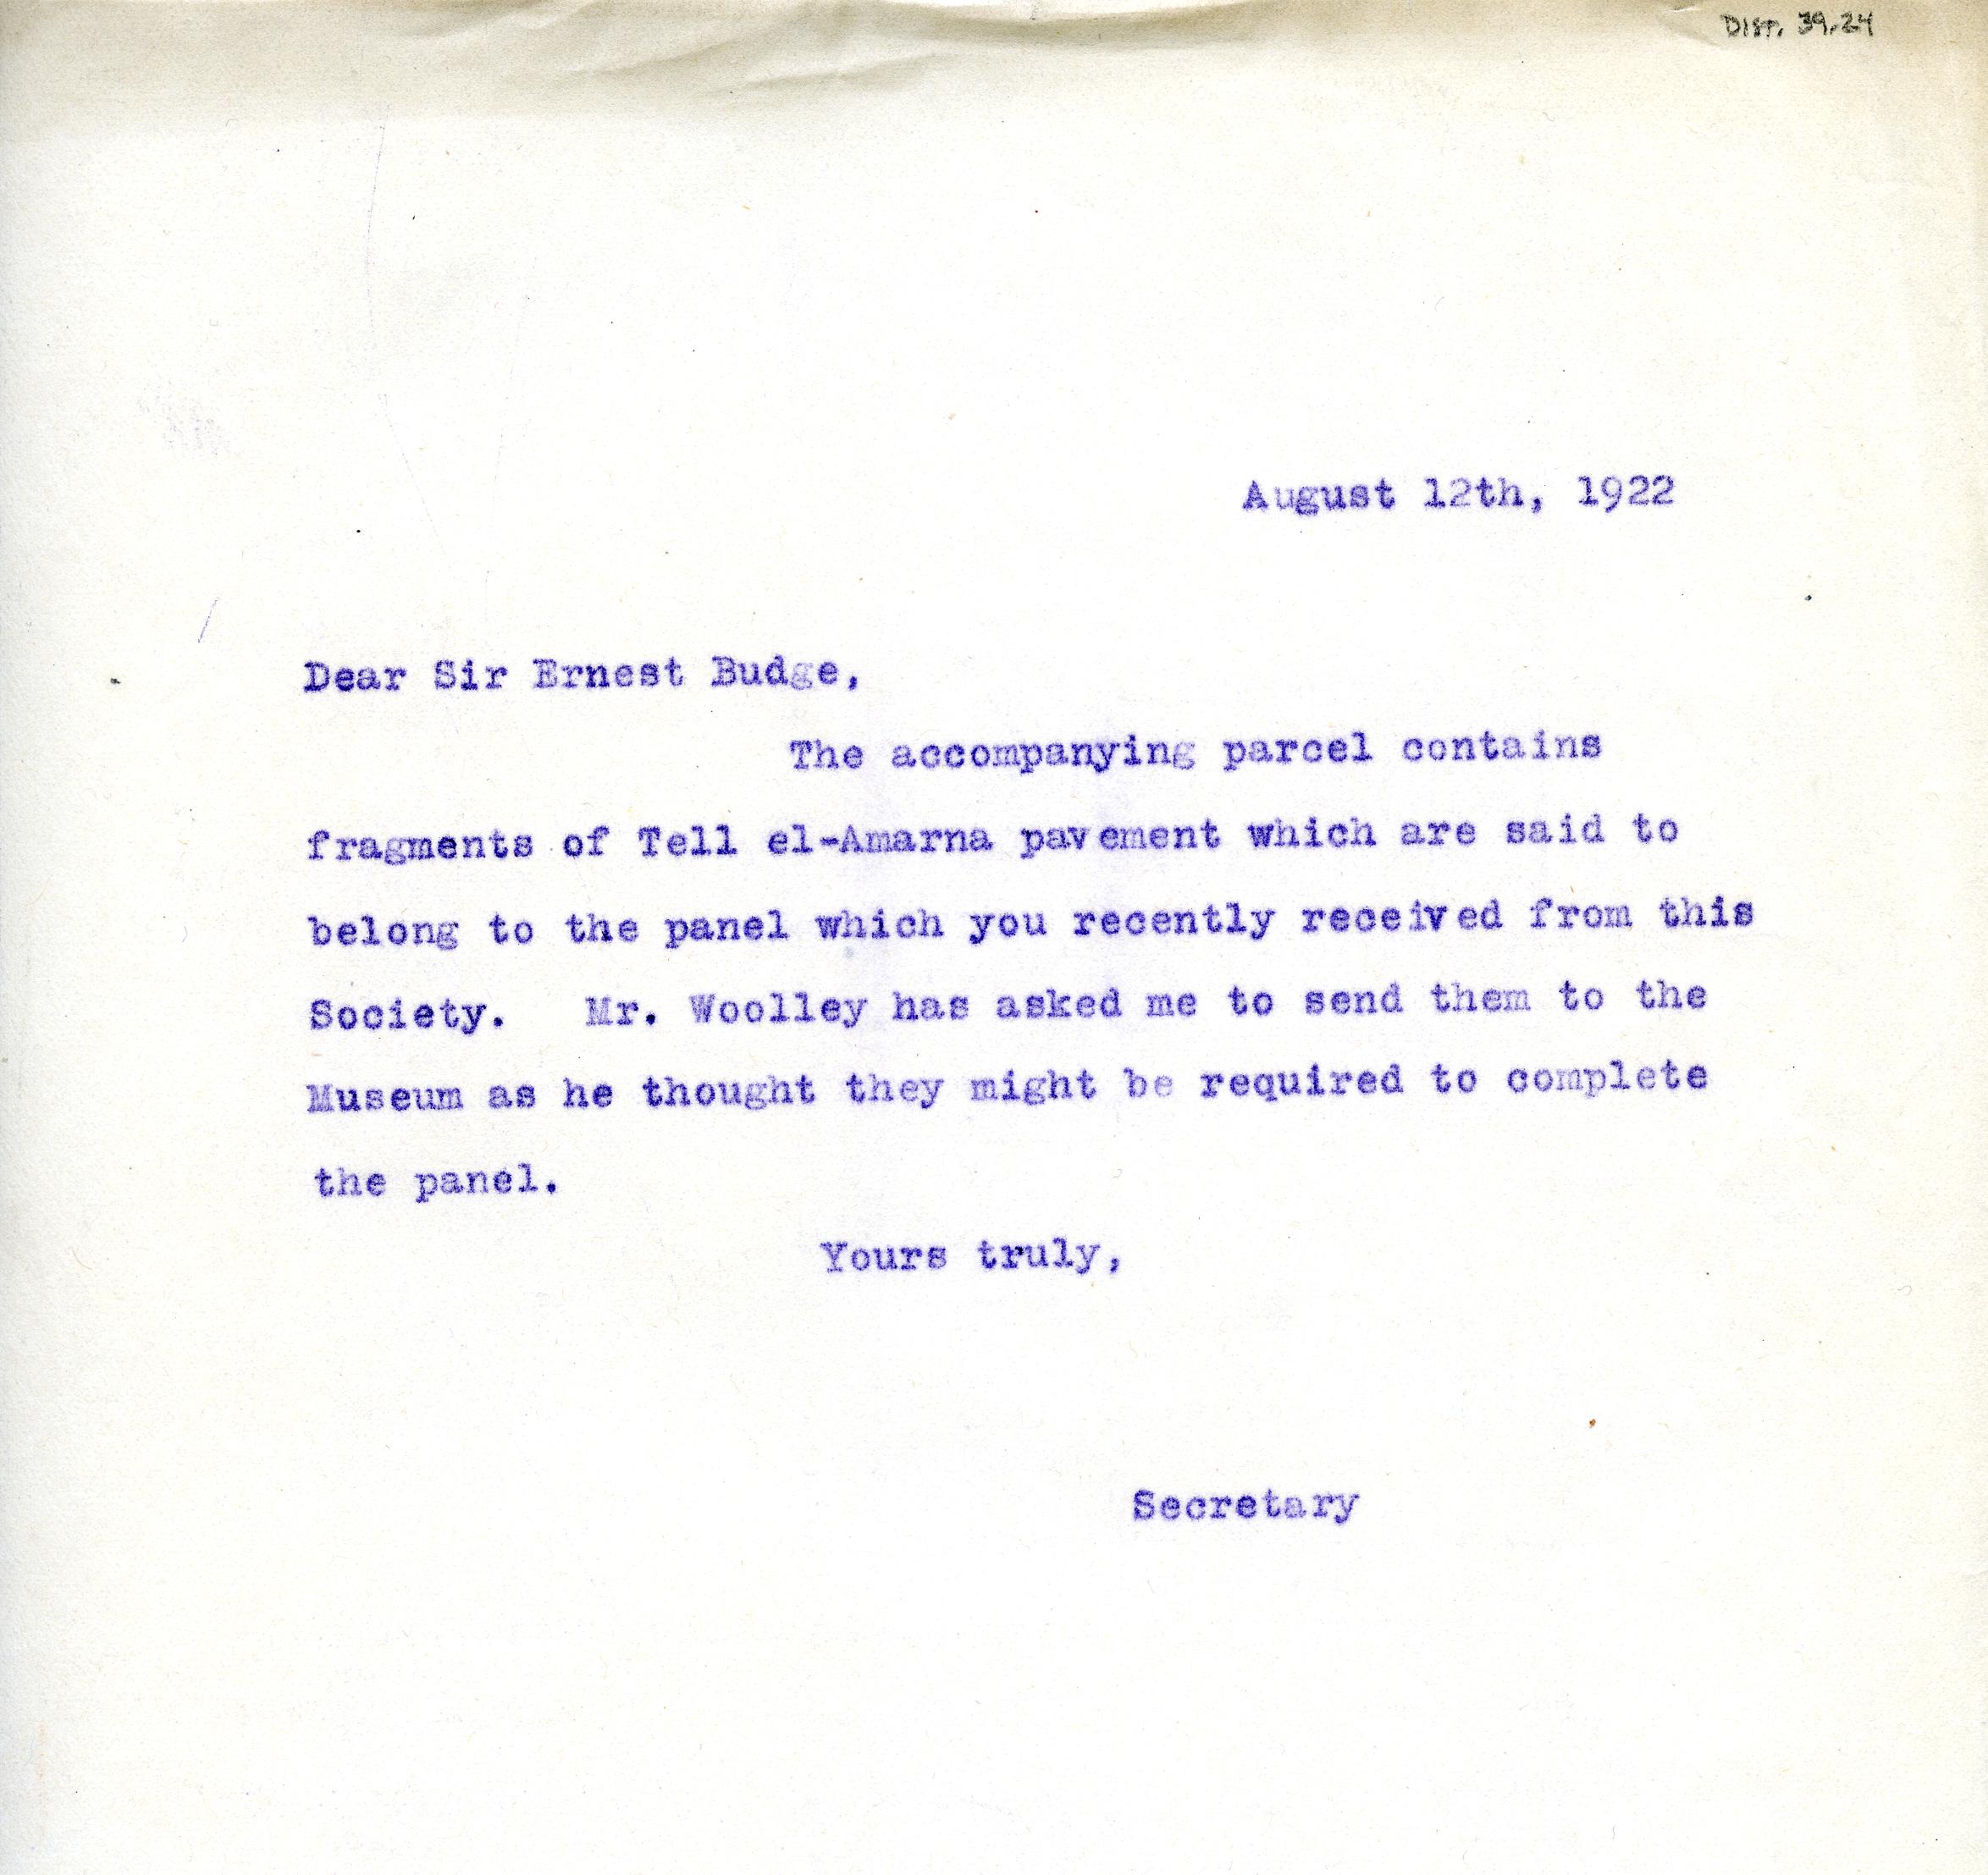 DIST. 39.24
August 12th, 1922
Dear Sir Ernest Budge,
The accompanying parcel contains
fragments of Tell el-Amarna pavement which are said to
belong to the panel which you recently received from this
Society. Mr. Woolley has asked me to send them to the
Museum as he thought they might be required to complete
the panel.
Yours truly,
Secretary